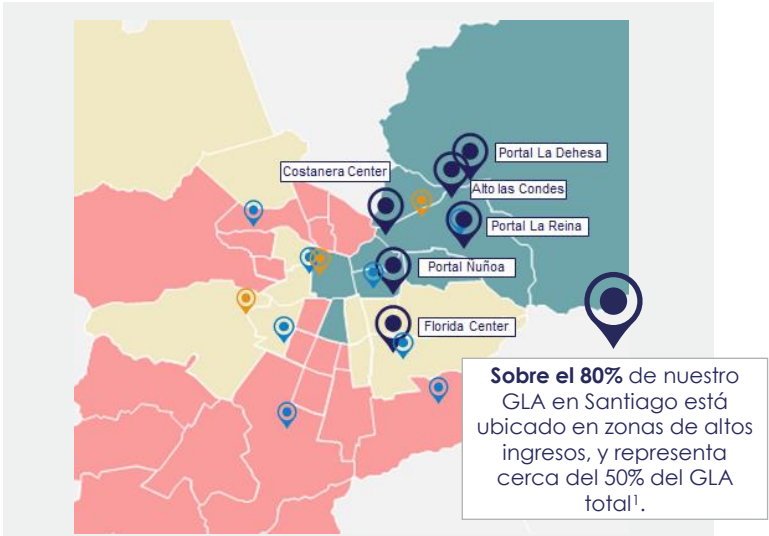 Portal La Dehesa
Costanera Center
Alto las Condes
Portal La Reina
Portal Ñuñoa
Florida Center
Sobre el 80% de nuestro
GLA en Santiago está
ubicado en zonas de altos
ingresos, y representa
cerca del 50% del GLA
total¹.